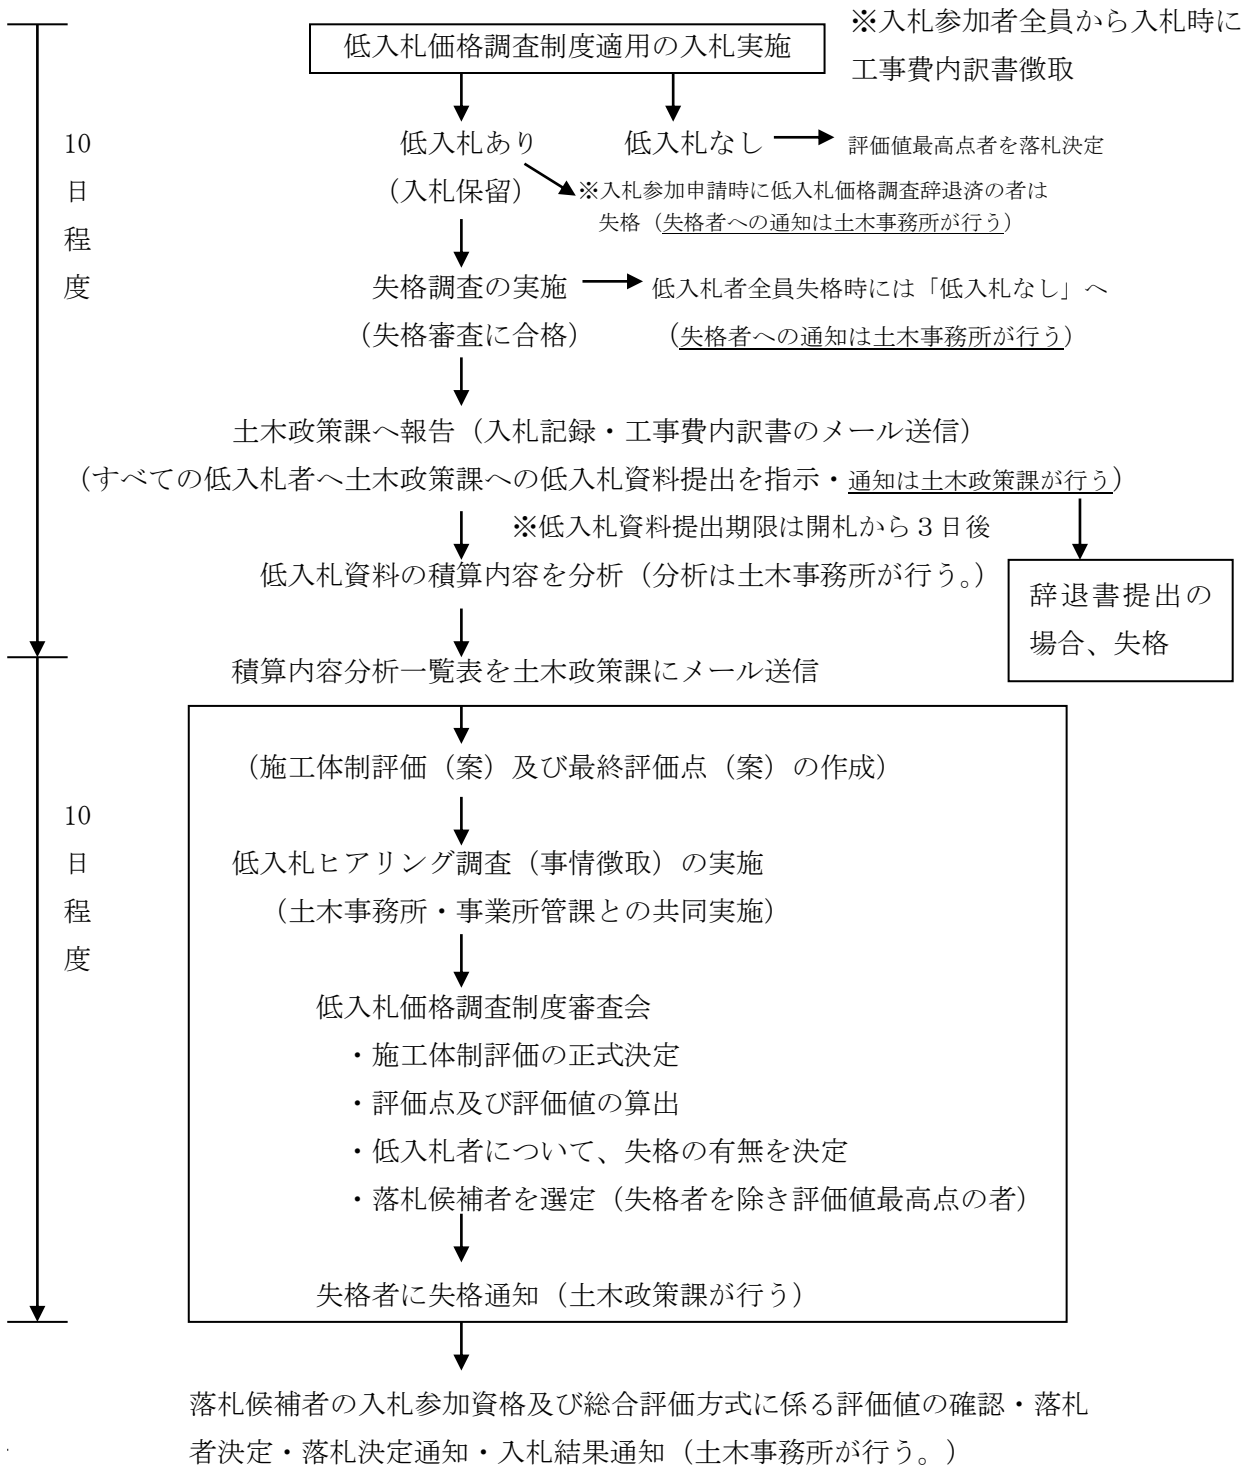 ※入札参加者全員から入札時に
工事費内訳書徴取
低入札価格調査制度適用の入札実施
10
日
程
度
低入札あり
低入札なし
評価値最高点者を落札決定
（入札保留）
※入札参加申請時に低入札価格調査辞退済の者は
失格（失格者への通知は土木事務所が行う）
失格調査の実施
低入札者全員失格時には「低入札なし」へ
（失格審査に合格）
（失格者への通知は土木事務所が行う）
土木政策課へ報告（入札記録・工事費内訳書のメール送信）
（すべての低入札者へ土木政策課への低入札資料提出を指示・通知は土木政策課が行う）
※低入札資料提出期限は開札から３日後
低入札資料の積算内容を分析（分析は土木事務所が行う。）
辞退書提出の
場合、失格
積算内容分析一覧表を土木政策課にメール送信
10
日
程
度
（施工体制評価（案）及び最終評価点（案）の作成）
低入札ヒアリング調査（事情徴取）の実施
（土木事務所・事業所管課との共同実施）
低入札価格調査制度審査会
・施工体制評価の正式決定
・評価点及び評価値の算出
・低入札者について、失格の有無を決定
・落札候補者を選定（失格者を除き評価値最高点の者）
失格者に失格通知（土木政策課が行う）
落札候補者の入札参加資格及び総合評価方式に係る評価値の確認・落札
者決定・落札決定通知・入札結果通知（土木事務所が行う。）